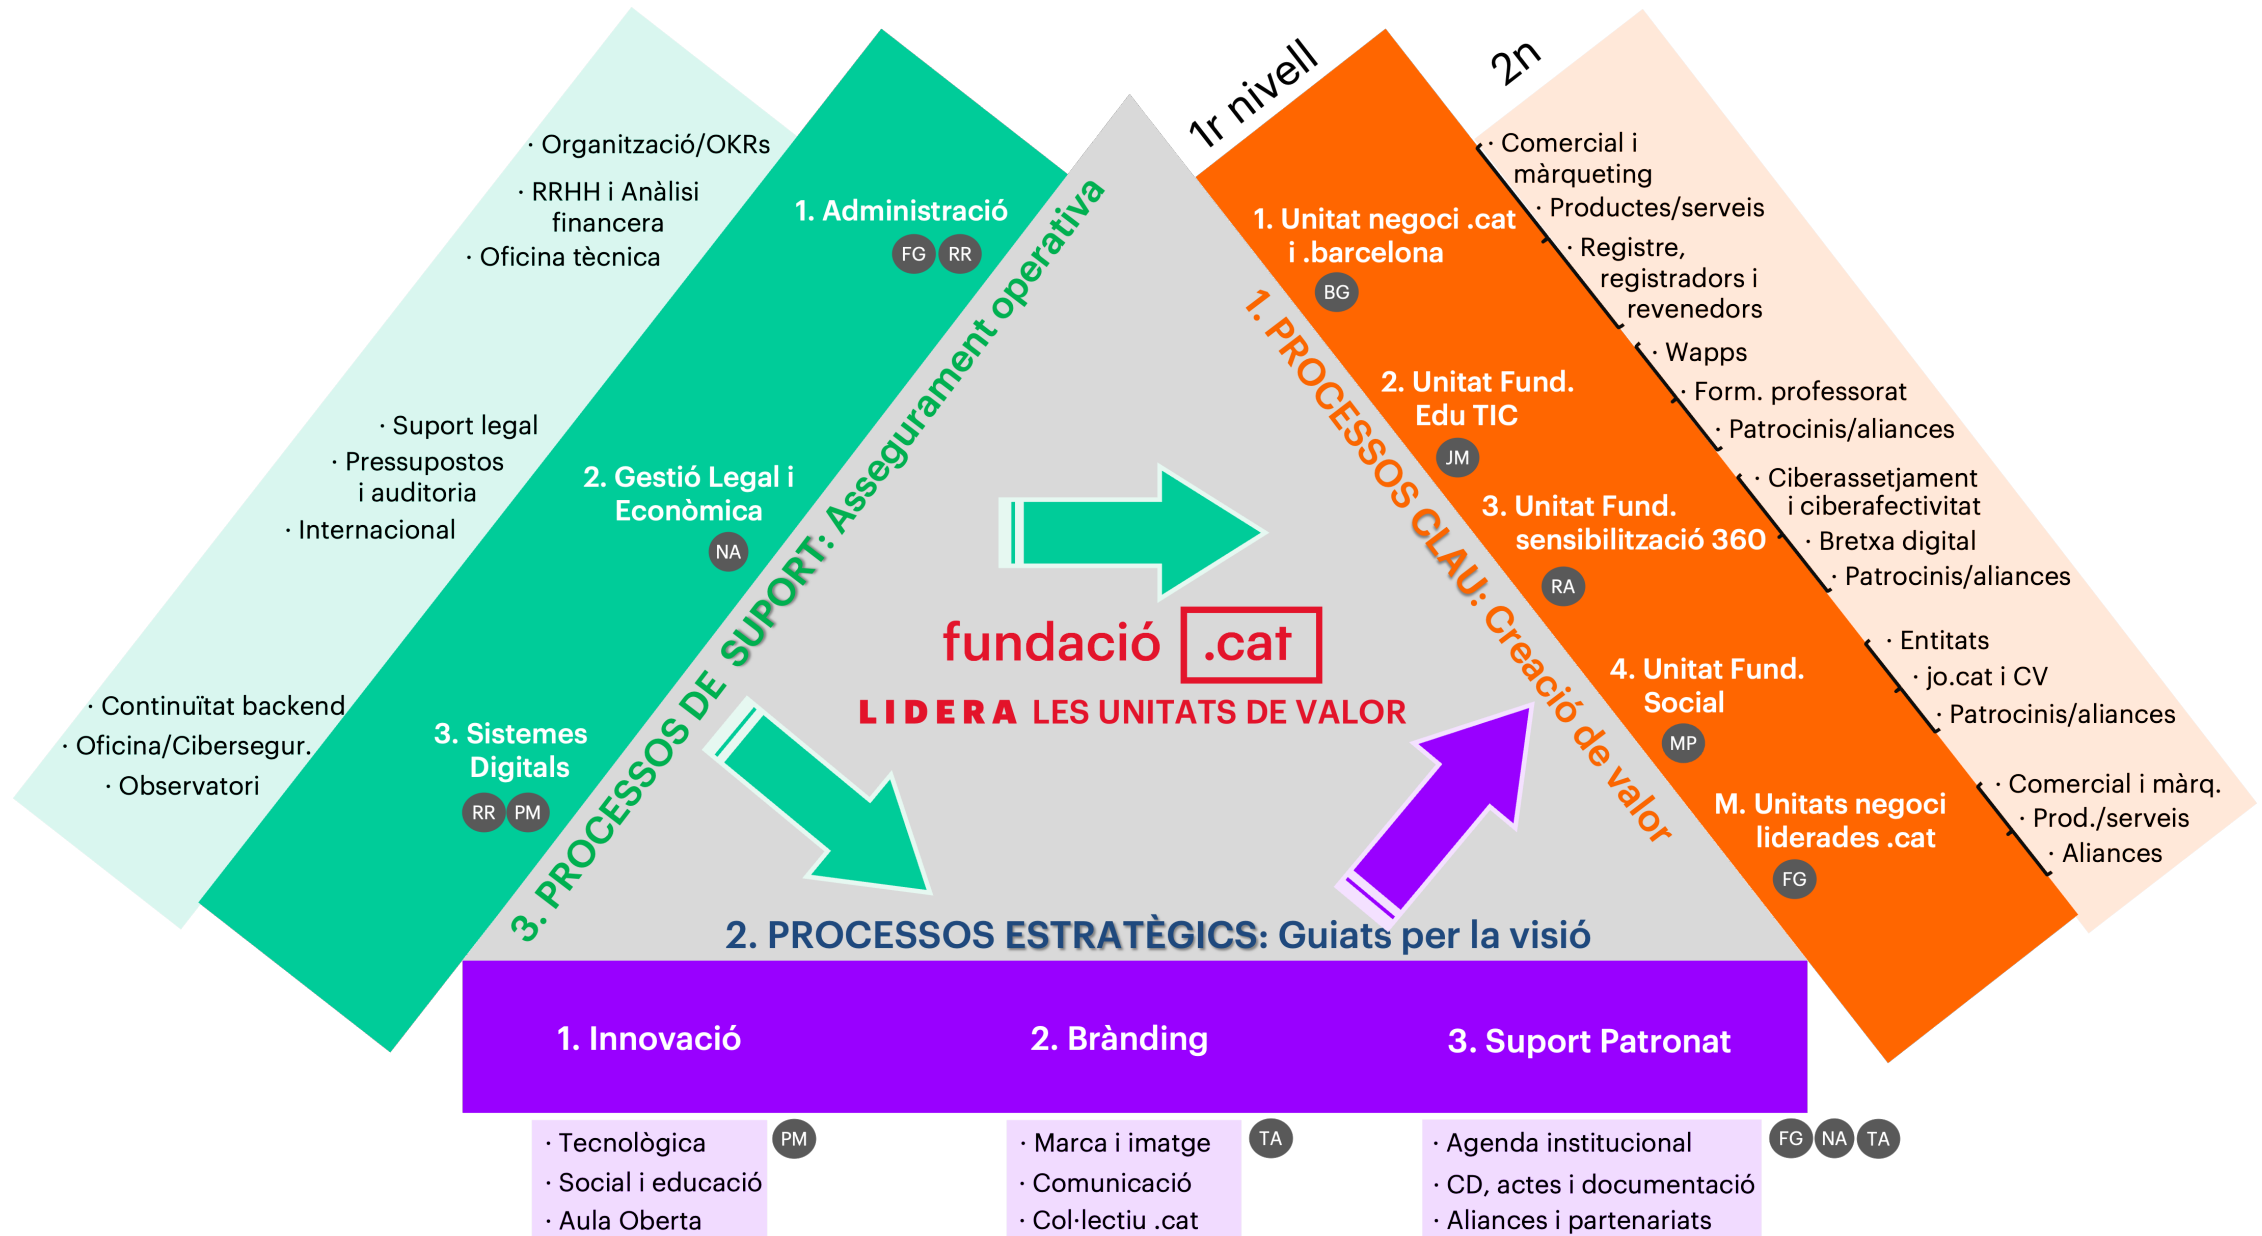 · Organització/OKRs
· RRHH i Anàlisi
financera
· Oficina tècnica
· Suport legal
· Pressupostos
i auditoria
· Internacional
· Continuïtat backend
· Oficina/Cibersegur.
· Observatori
1. Administració
FG RR
2. Gestió Legal i
Econòmica
NA
3. Sistemes
Digitals
RR PM
3. PROCESSOS DE SUPORT: Assegurament operativa
fundació .cat
LIDERA LES UNITATS DE VALOR
1. PROCESSOS CLAU: Creació de valor
2. PROCESSOS ESTRATÈGICS: Guiats per la visió
1r nivell
2n
1. Unitat negoci .cat
i .barcelona
BG
2. Unitat Fund.
Edu TIC
JM
3. Unitat Fund.
sensibilització 360
RA
4. Unitat Fund.
Social
MP
M. Unitats negoci
liderades .cat
FG
· Comercial i
màrqueting
· Productes/serveis
· Registre,
registradors i
revenedors
· Wapps
· Form. professorat
· Patrocinis/aliances
· Ciberassetjament
i ciberafectivitat
· Bretxa digital
· Patrocinis/aliances
· Entitats
· jo.cat i CV
· Patrocinis/aliances
· Comercial i màrq.
· Prod./serveis
· Aliances
1. Innovació
· Tecnològica
PM
· Social i educació
· Aula Oberta
2. Brànding
· Marca i imatge
TA
· Comunicació
· Col·lectiu .cat
3. Suport Patronat
· Agenda institucional
FG NA TA
· CD, actes i documentació
· Aliances i partenariats